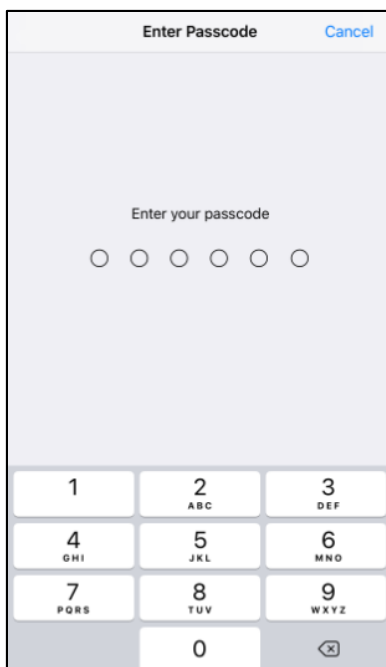 Enter Passcode Cancel
Enter your passcode
1 2 3
ABC DEF
4 5 6
GHI JKL MNO
7 8 9
PQRS TUV WXYZ
0